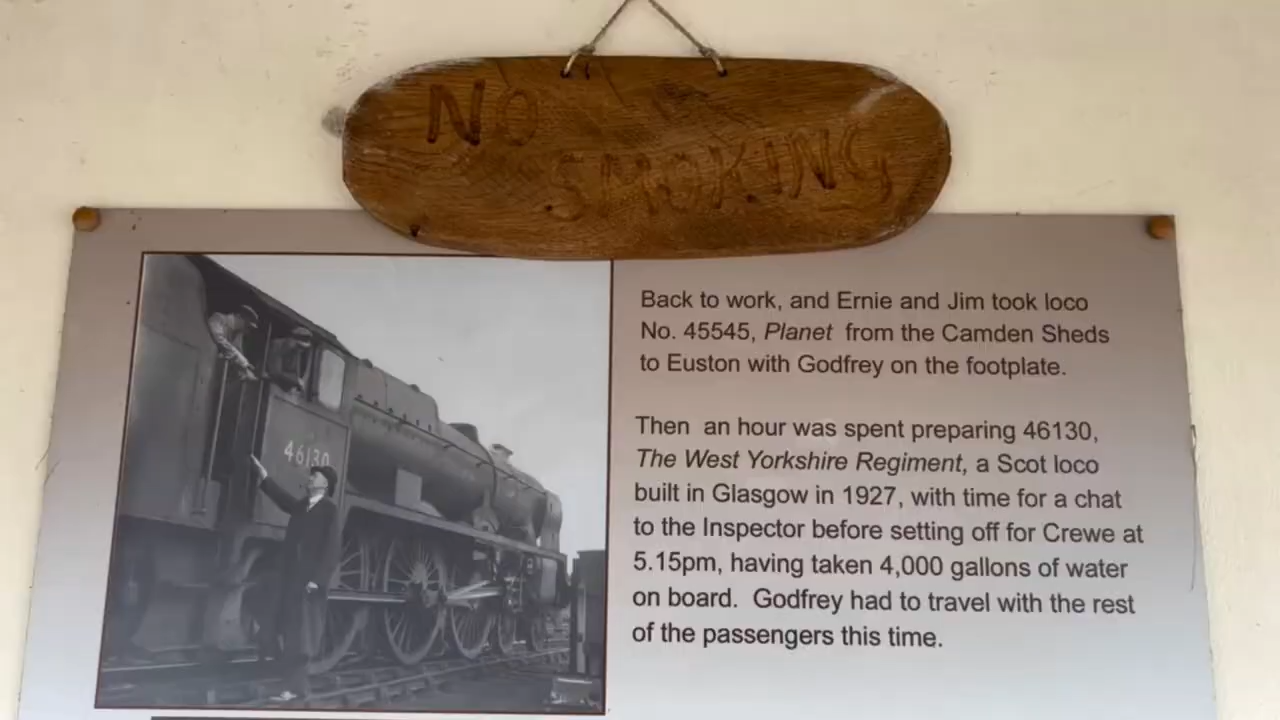 NO
SMOKING
46130
Back to work, and Ernie and Jim took loco
No. 45545, Planet from the Camden Sheds
to Euston with Godfrey on the footplate.
Then an hour was spent preparing 46130,
The West Yorkshire Regiment, a Scot loco
built in Glasgow in 1927, with time for a chat
to the Inspector before setting off for Crewe at
5.15pm, having taken 4,000 gallons of water
on board. Godfrey had to travel with the rest
of the passengers this time.